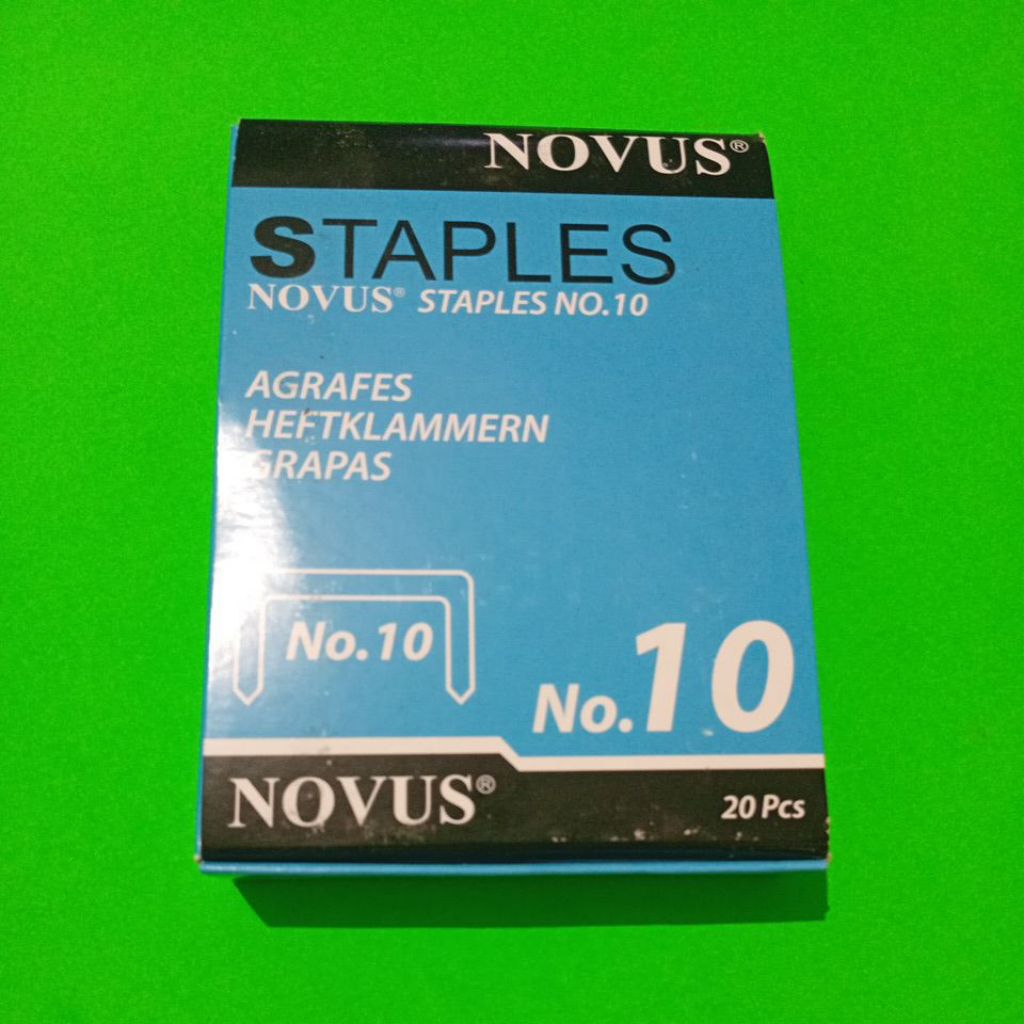 NOVUS®
STAPLES
NOVUS® STAPLES NO.10
AGRAFES
HEFTKLAMMERN
GRAPAS
No.10
No.10
NOVUS®
20 Pcs